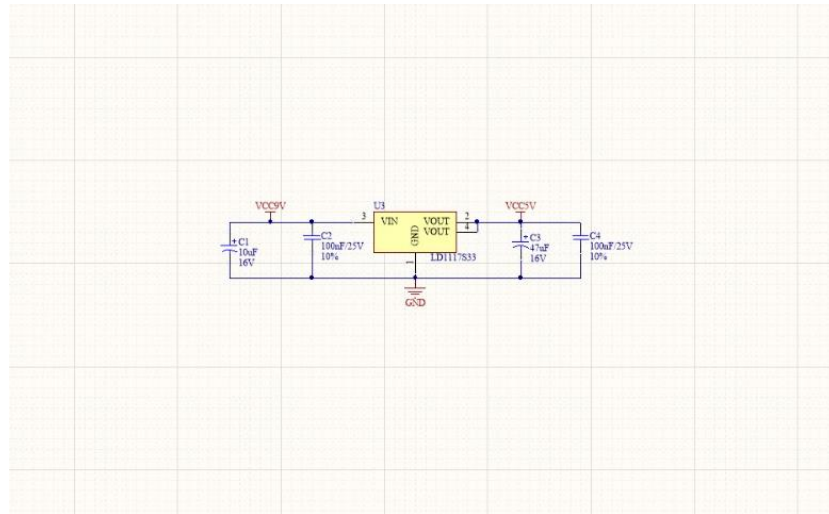 VCC9V
U3
VCC5V
3
VIN
VOUT
2
VOUT
4
GND
1
LD1117S33
+
C1
10uF
16V
C2
100nF/25V
10%
+
C3
47uF
16V
C4
100nF/25V
10%
GND